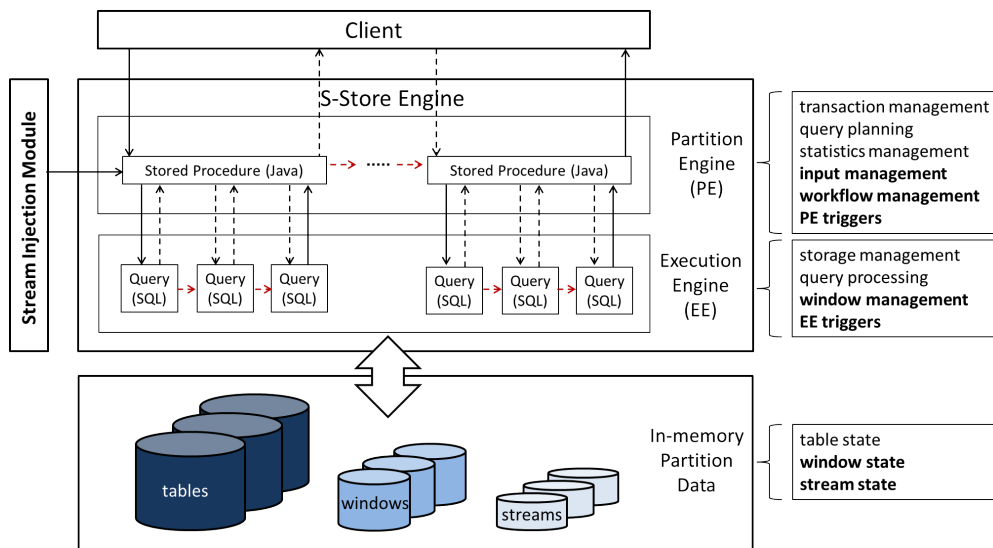 Client
Stream Injection Module
S-Store Engine
Partition
Engine
(PE)
Stored Procedure (Java)
.....
Stored Procedure (Java)
Query
(SQL)
Query
(SQL)
Query
(SQL)
Query
(SQL)
Query
(SQL)
Query
(SQL)
Execution
Engine
(EE)
transaction management
query planning
statistics management
input management
workflow management
PE triggers
storage management
query processing
window management
EE triggers
tables
windows
streams
In-memory
Partition
Data
table state
window state
stream state